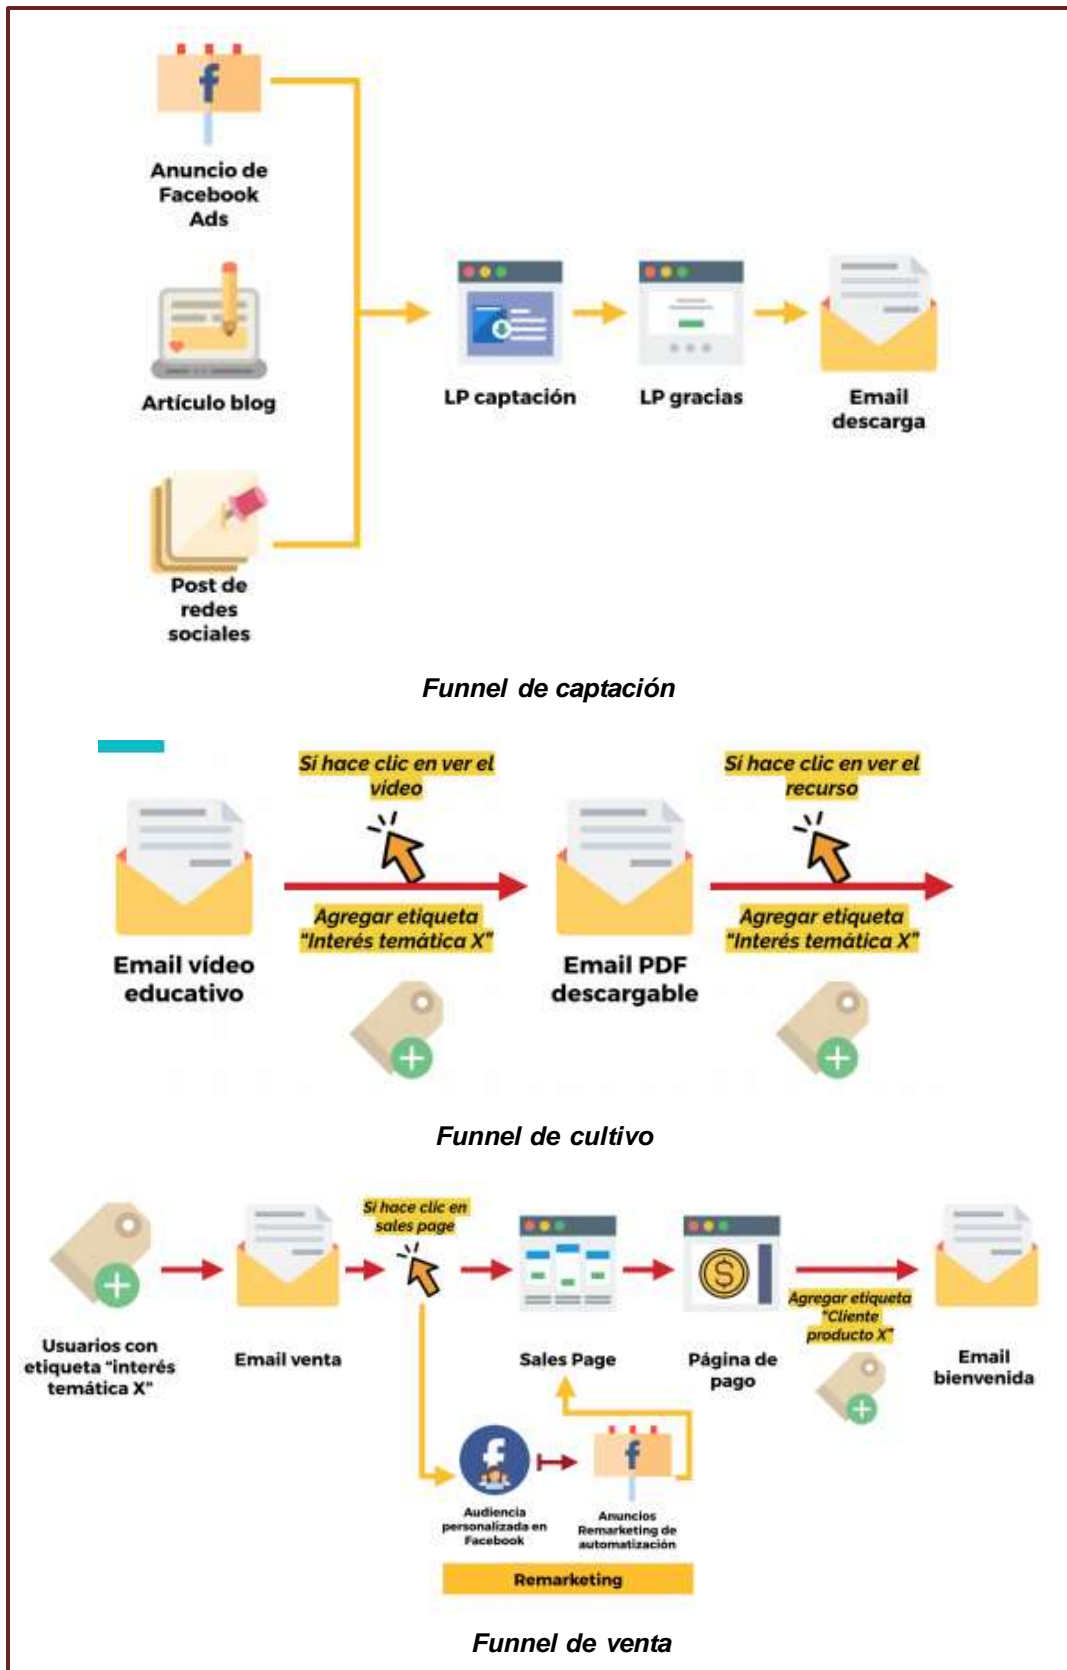 f
Anuncio de
Facebook
Ads
Artículo blog
LP captación
LP gracias
Email
descarga
Post de
redes
sociales
Funnel de captación
Sí hace clic en ver el
vídeo
Sí hace clic en ver el
recurso
Agregar etiqueta
"Interés temática X"
Agregar etiqueta
"Interés temática X"
Email vídeo
educativo
Email PDF
descargable
Funnel de cultivo
Sí hace clic en
sales page
$
Usuarios con
etiqueta "interés
temática X"
Email venta
Sales Page
Página de
pago
Agregar etiqueta
"Cliente
producto X"
Email
bienvenida
f
f
Audiencia
personalizada en
Facebook
Anuncios
Remarketing de
automatización
Remarketing
Funnel de venta